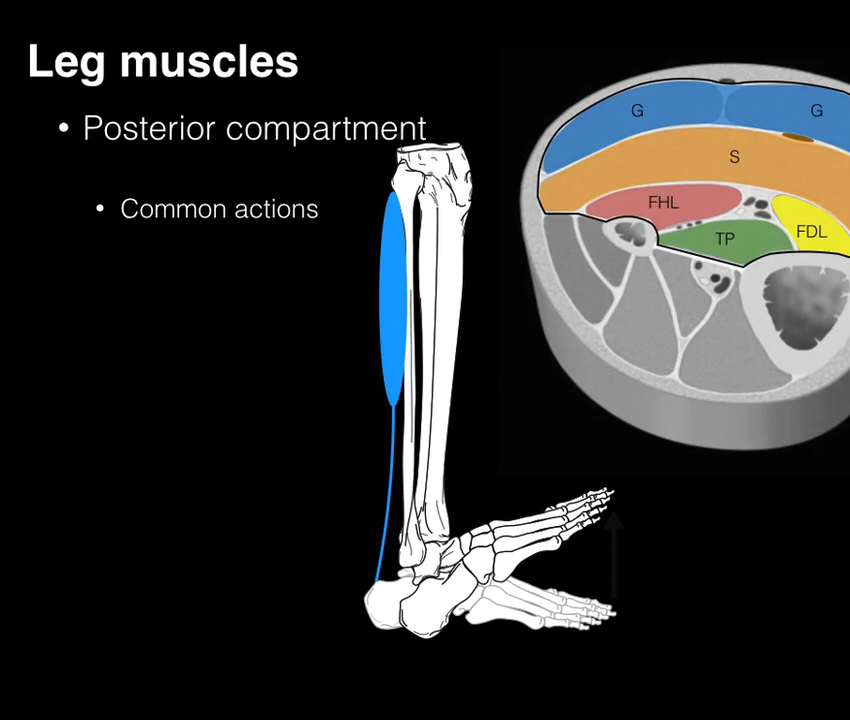 Leg muscles
• Posterior compartment
• Common actions
G
G
S
FHL
TP
FDL